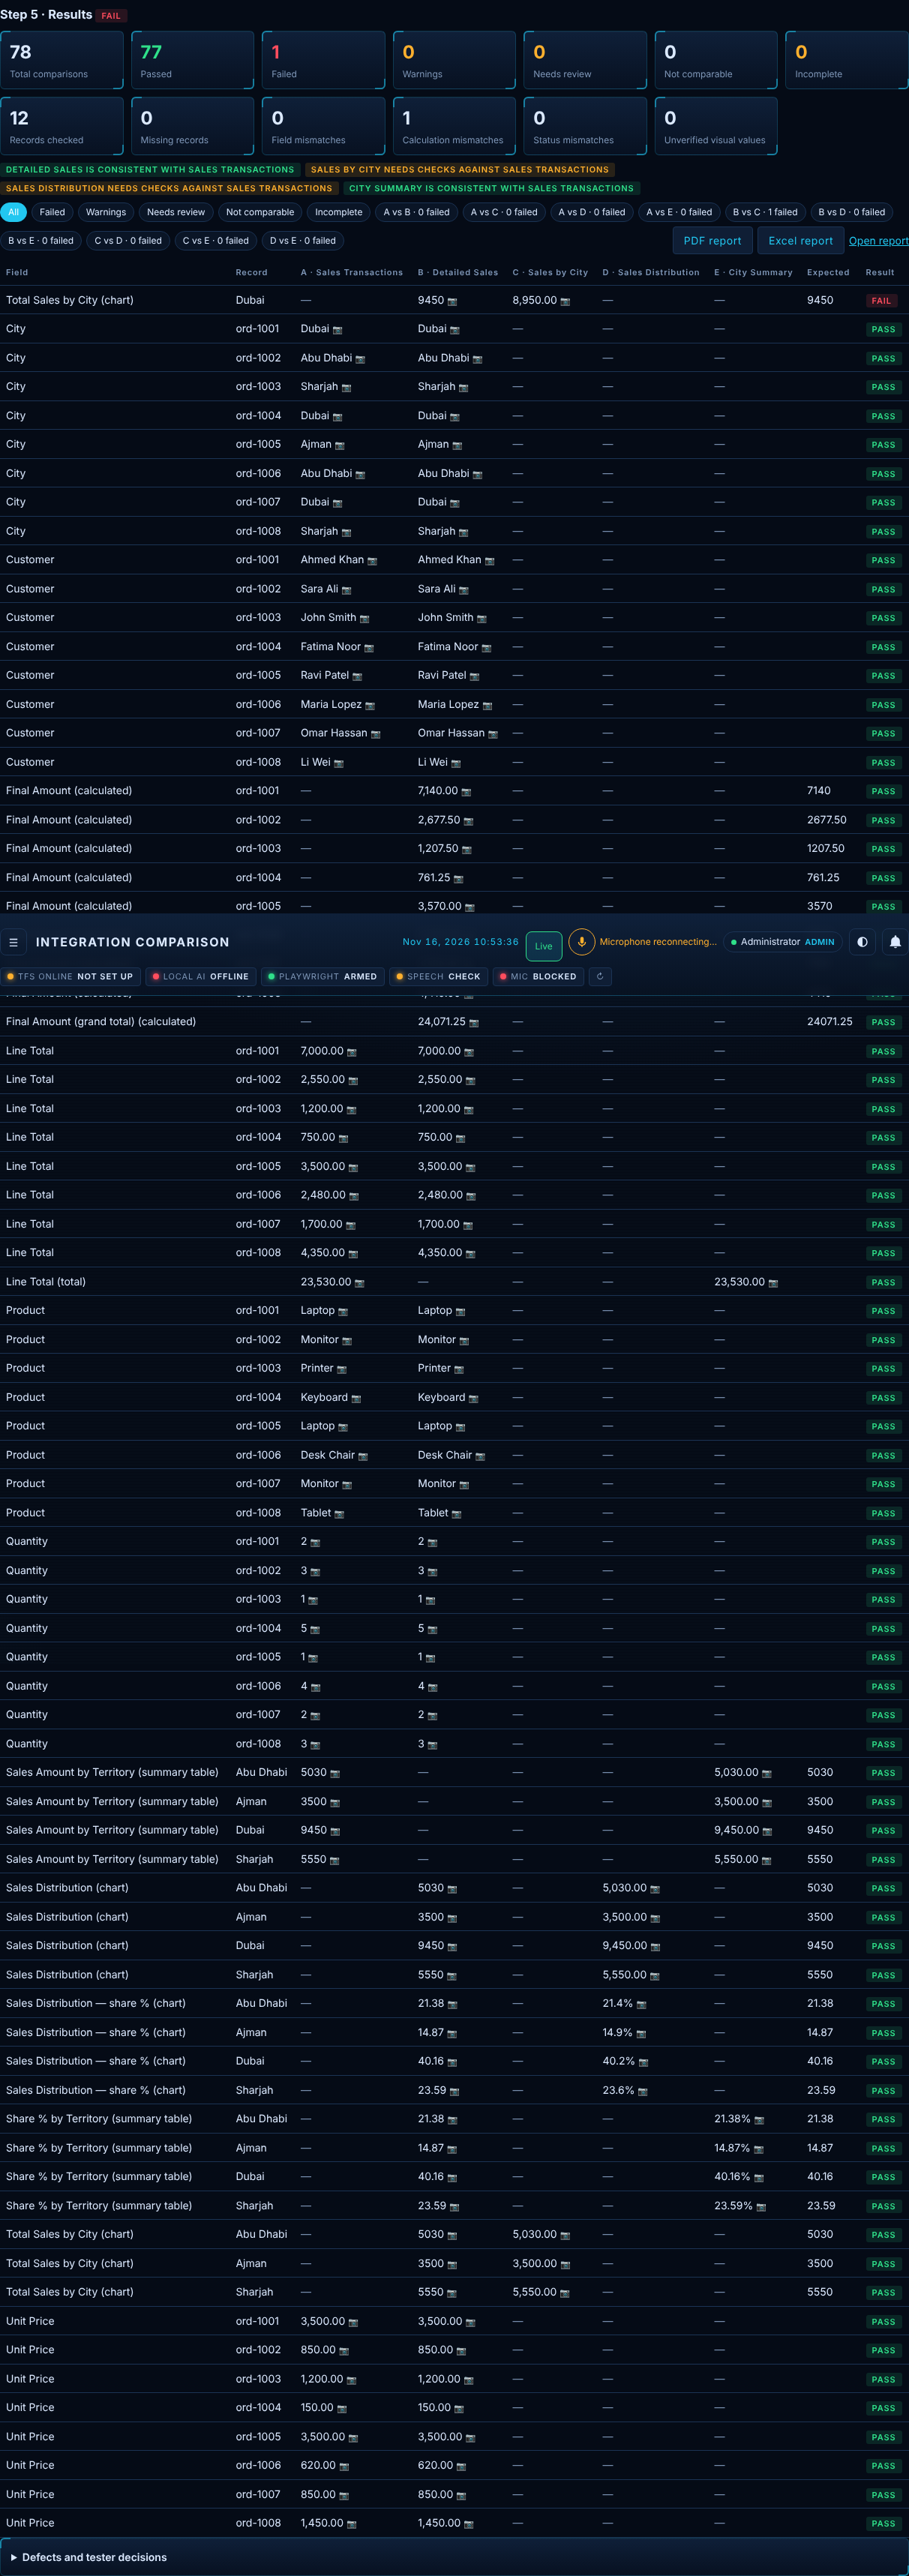 Step 5 · Results FAIL
78 77 1 0 0 0 0
Total comparisons Passed Failed Warnings Needs review Not comparable Incomplete
12 0 0 1 0 0
Records checked Missing records Field mismatches Calculation mismatches Status mismatches Unverified visual values
DETAILED SALES IS CONSISTENT WITH SALES TRANSACTIONS SALES BY CITY NEEDS CHECKS AGAINST SALES TRANSACTIONS
SALES DISTRIBUTION NEEDS CHECKS AGAINST SALES TRANSACTIONS CITY SUMMARY IS CONSISTENT WITH SALES TRANSACTIONS
All Failed Warnings Needs review Not comparable Incomplete A vs B · 0 failed A vs C · 0 failed A vs D · 0 failed A vs E · 0 failed B vs C · 1 failed B vs D · 0 failed
B vs E · 0 failed C vs D · 0 failed C vs E · 0 failed D vs E · 0 failed PDF report Excel report Open report
Field Record A · Sales Transactions B · Detailed Sales C · Sales by City D · Sales Distribution E · City Summary Expected Result
Total Sales by City (chart) Dubai — 9450 8,950.00 — — 9450 FAIL
City ord-1001 Dubai Dubai — — — PASS
City ord-1002 Abu Dhabi Abu Dhabi — — — PASS
City ord-1003 Sharjah Sharjah — — — PASS
City ord-1004 Dubai Dubai — — — PASS
City ord-1005 Ajman Ajman — — — PASS
City ord-1006 Abu Dhabi Abu Dhabi — — — PASS
City ord-1007 Dubai Dubai — — — PASS
City ord-1008 Sharjah Sharjah — — — PASS
Customer ord-1001 Ahmed Khan Ahmed Khan — — — PASS
Customer ord-1002 Sara Ali Sara Ali — — — PASS
Customer ord-1003 John Smith John Smith — — — PASS
Customer ord-1004 Fatima Noor Fatima Noor — — — PASS
Customer ord-1005 Ravi Patel Ravi Patel — — — PASS
Customer ord-1006 Maria Lopez Maria Lopez — — — PASS
Customer ord-1007 Omar Hassan Omar Hassan — — — PASS
Customer ord-1008 Li Wei Li Wei — — — PASS
Final Amount (calculated) ord-1001 — 7,140.00 — — — 7140 PASS
Final Amount (calculated) ord-1002 — 2,677.50 — — — 2677.50 PASS
Final Amount (calculated) ord-1003 — 1,207.50 — — — 1207.50 PASS
Final Amount (calculated) ord-1004 — 761.25 — — — 761.25 PASS
Final Amount (calculated) ord-1005 — 3,570.00 — — — 3570 PASS
☰ INTEGRATION COMPARISON Nov 16, 2026 10:53:36 Live Microphone reconnecting... Administrator ADMIN
TFS ONLINE NOT SET UP LOCAL AI OFFLINE PLAYWRIGHT ARMED SPEECH CHECK MIC BLOCKED ↻
Final Amount (grand total) (calculated) — 24,071.25 — — — 24071.25 PASS
Line Total ord-1001 7,000.00 7,000.00 — — — PASS
Line Total ord-1002 2,550.00 2,550.00 — — — PASS
Line Total ord-1003 1,200.00 1,200.00 — — — PASS
Line Total ord-1004 750.00 750.00 — — — PASS
Line Total ord-1005 3,500.00 3,500.00 — — — PASS
Line Total ord-1006 2,480.00 2,480.00 — — — PASS
Line Total ord-1007 1,700.00 1,700.00 — — — PASS
Line Total ord-1008 4,350.00 4,350.00 — — — PASS
Line Total (total) 23,530.00 — — — 23,530.00 PASS
Product ord-1001 Laptop Laptop — — — PASS
Product ord-1002 Monitor Monitor — — — PASS
Product ord-1003 Printer Printer — — — PASS
Product ord-1004 Keyboard Keyboard — — — PASS
Product ord-1005 Laptop Laptop — — — PASS
Product ord-1006 Desk Chair Desk Chair — — — PASS
Product ord-1007 Monitor Monitor — — — PASS
Product ord-1008 Tablet Tablet — — — PASS
Quantity ord-1001 2 2 — — — PASS
Quantity ord-1002 3 3 — — — PASS
Quantity ord-1003 1 1 — — — PASS
Quantity ord-1004 5 5 — — — PASS
Quantity ord-1005 1 1 — — — PASS
Quantity ord-1006 4 4 — — — PASS
Quantity ord-1007 2 2 — — — PASS
Quantity ord-1008 3 3 — — — PASS
Sales Amount by Territory (summary table) Abu Dhabi 5030 — — — 5,030.00 5030 PASS
Sales Amount by Territory (summary table) Ajman 3500 — — — 3,500.00 3500 PASS
Sales Amount by Territory (summary table) Dubai 9450 — — — 9,450.00 9450 PASS
Sales Amount by Territory (summary table) Sharjah 5550 — — — 5,550.00 5550 PASS
Sales Distribution (chart) Abu Dhabi — 5030 — 5,030.00 — 5030 PASS
Sales Distribution (chart) Ajman — 3500 — 3,500.00 — 3500 PASS
Sales Distribution (chart) Dubai — 9450 — 9,450.00 — 9450 PASS
Sales Distribution (chart) Sharjah — 5550 — 5,550.00 — 5550 PASS
Sales Distribution — share % (chart) Abu Dhabi — 21.38 — 21.4% — 21.38 PASS
Sales Distribution — share % (chart) Ajman — 14.87 — 14.9% — 14.87 PASS
Sales Distribution — share % (chart) Dubai — 40.16 — 40.2% — 40.16 PASS
Sales Distribution — share % (chart) Sharjah — 23.59 — 23.6% — 23.59 PASS
Share % by Territory (summary table) Abu Dhabi — 21.38 — — 21.38% 21.38 PASS
Share % by Territory (summary table) Ajman — 14.87 — — 14.87% 14.87 PASS
Share % by Territory (summary table) Dubai — 40.16 — — 40.16% 40.16 PASS
Share % by Territory (summary table) Sharjah — 23.59 — — 23.59% 23.59 PASS
Total Sales by City (chart) Abu Dhabi — 5030 5,030.00 — — 5030 PASS
Total Sales by City (chart) Ajman — 3500 3,500.00 — — 3500 PASS
Total Sales by City (chart) Sharjah — 5550 5,550.00 — — 5550 PASS
Unit Price ord-1001 3,500.00 3,500.00 — — — PASS
Unit Price ord-1002 850.00 850.00 — — — PASS
Unit Price ord-1003 1,200.00 1,200.00 — — — PASS
Unit Price ord-1004 150.00 150.00 — — — PASS
Unit Price ord-1005 3,500.00 3,500.00 — — — PASS
Unit Price ord-1006 620.00 620.00 — — — PASS
Unit Price ord-1007 850.00 850.00 — — — PASS
Unit Price ord-1008 1,450.00 1,450.00 — — — PASS
▶ Defects and tester decisions